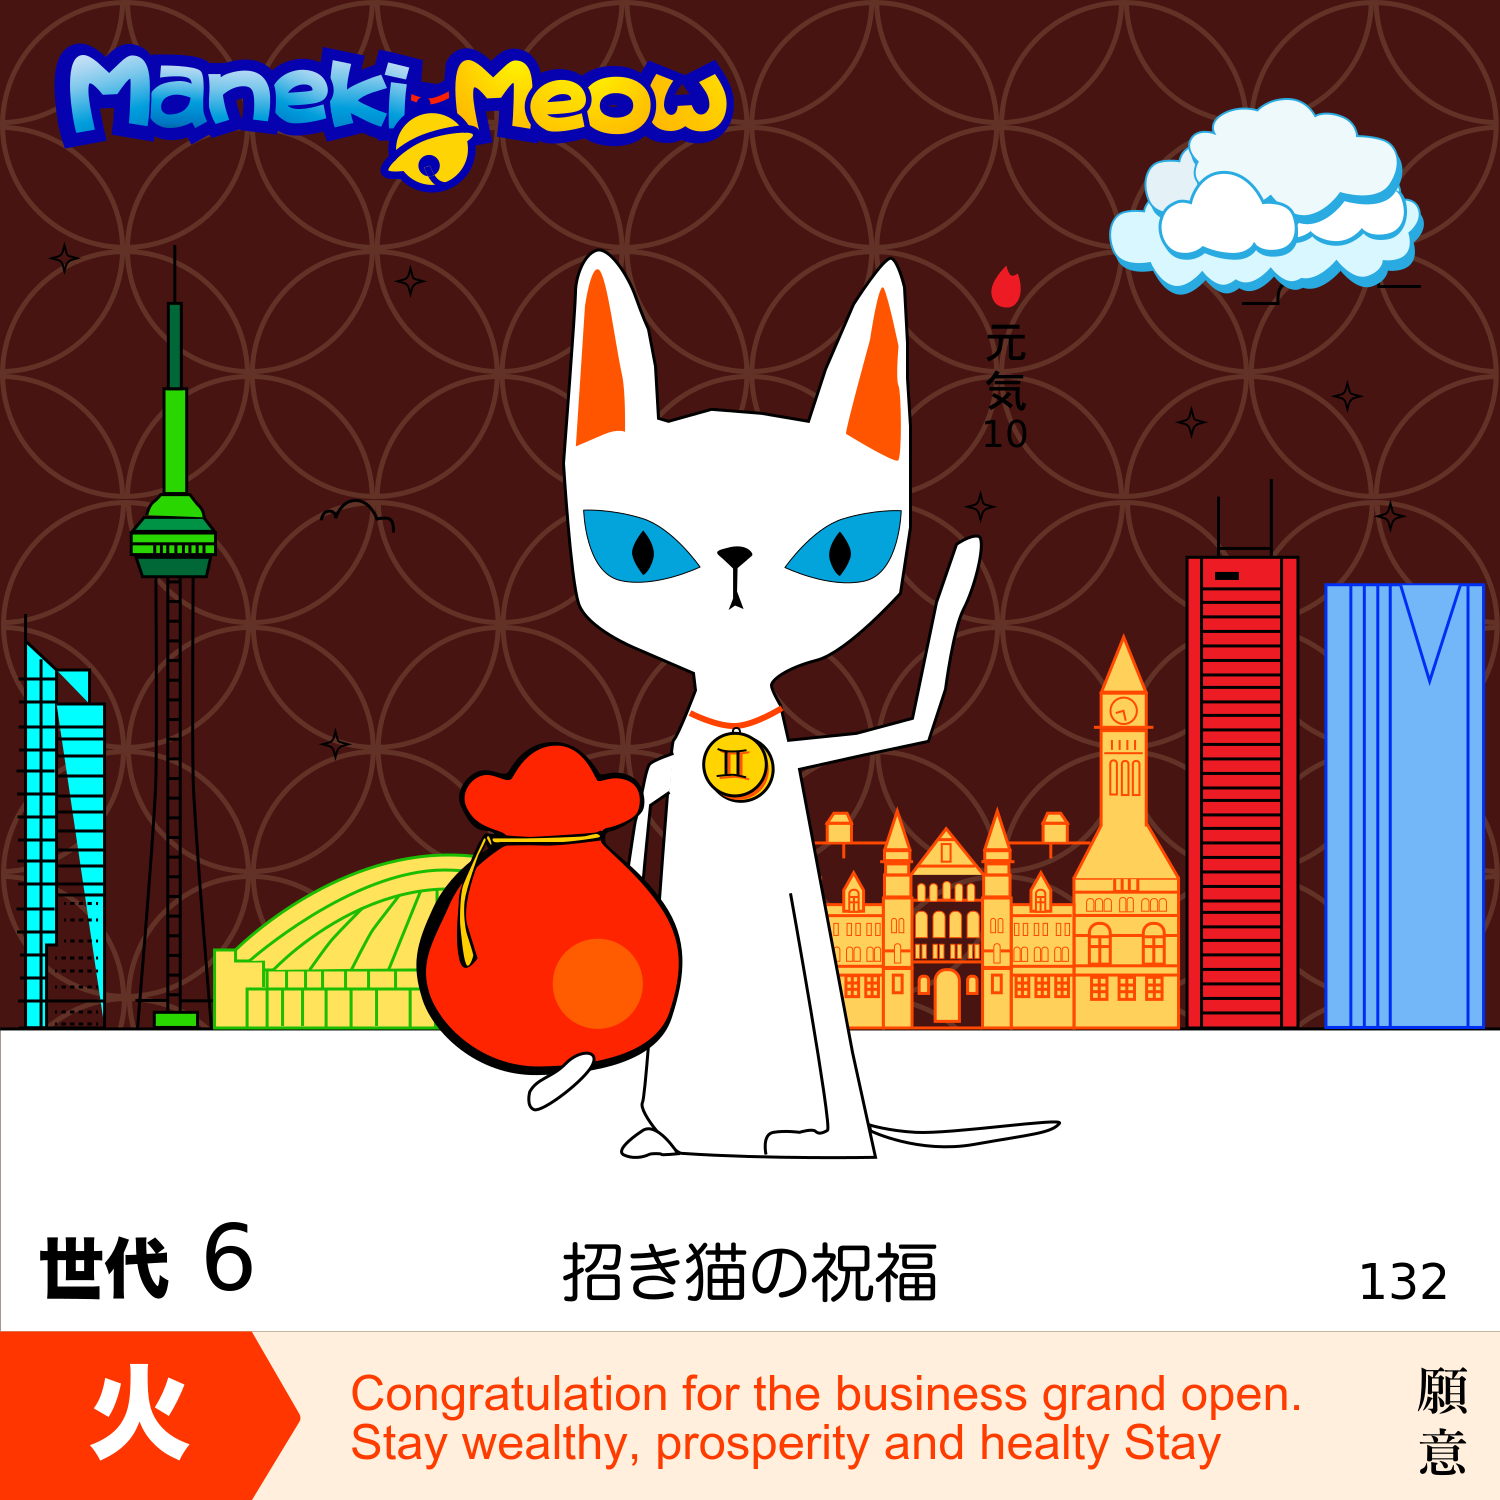 Maneki-Meow
元
気
10
♊
世代 6
招き猫の祝福
132
火
Congratulation for the business grand open.
Stay wealthy, prosperity and healty Stay
願
意